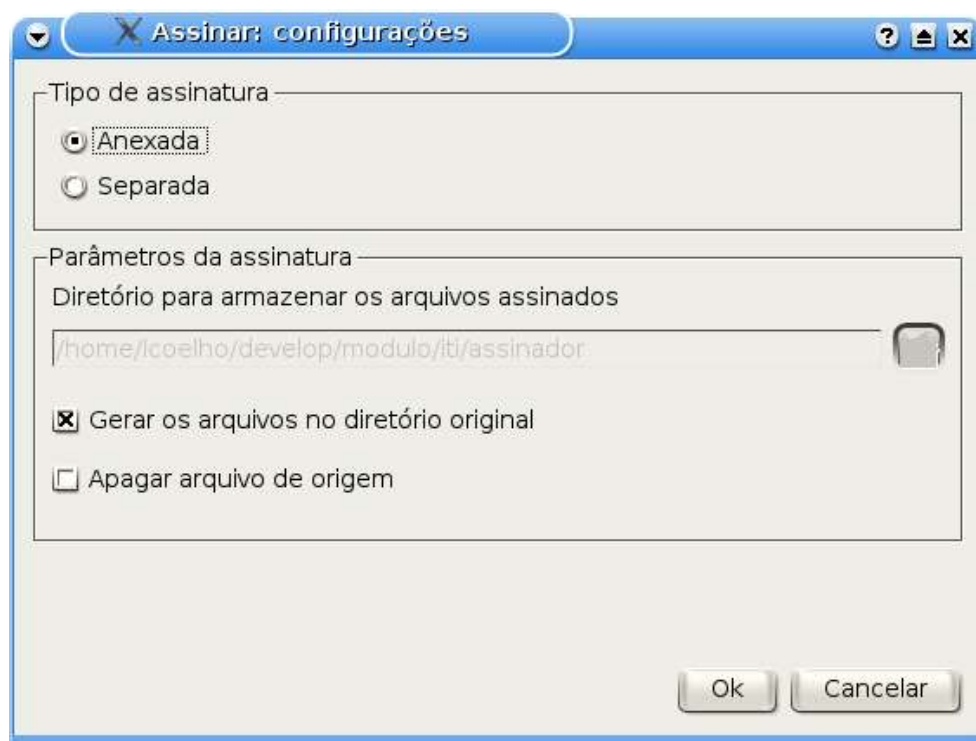 Assinar: configurações
Tipo de assinatura
Anexada
Separada
Parâmetros da assinatura
Diretório para armazenar os arquivos assinados
/home/lcoelho/develop/modulo/iti/assinador
Gerar os arquivos no diretório original
Apagar arquivo de origem
Ok Cancelar